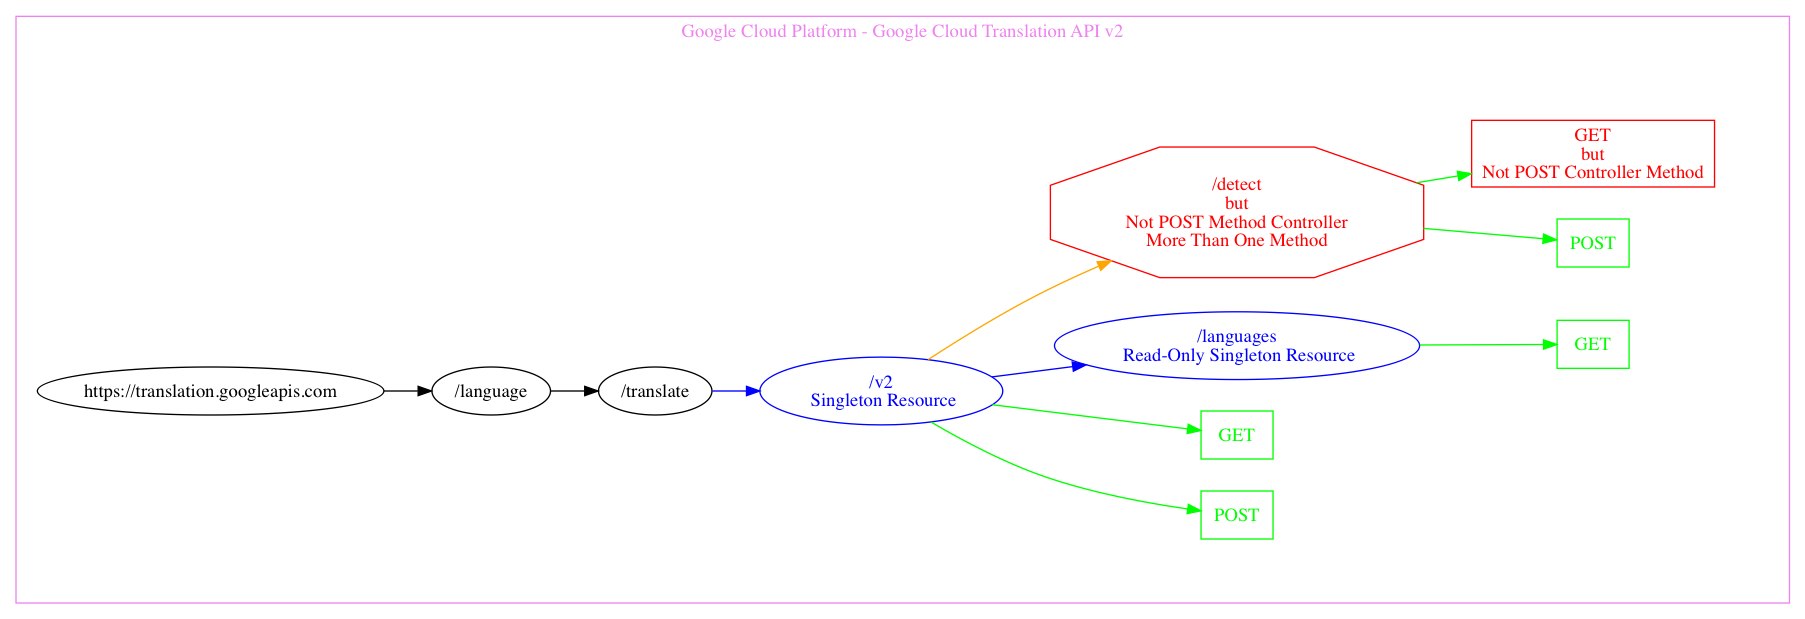 Google Cloud Platform - Google Cloud Translation API v2
https://translation.googleapis.com
/language
/translate
/v2
Singleton Resource
/detect
but
Not POST Method Controller
More Than One Method
GET
but
Not POST Controller Method
POST
/languages
Read-Only Singleton Resource
GET
GET
POST